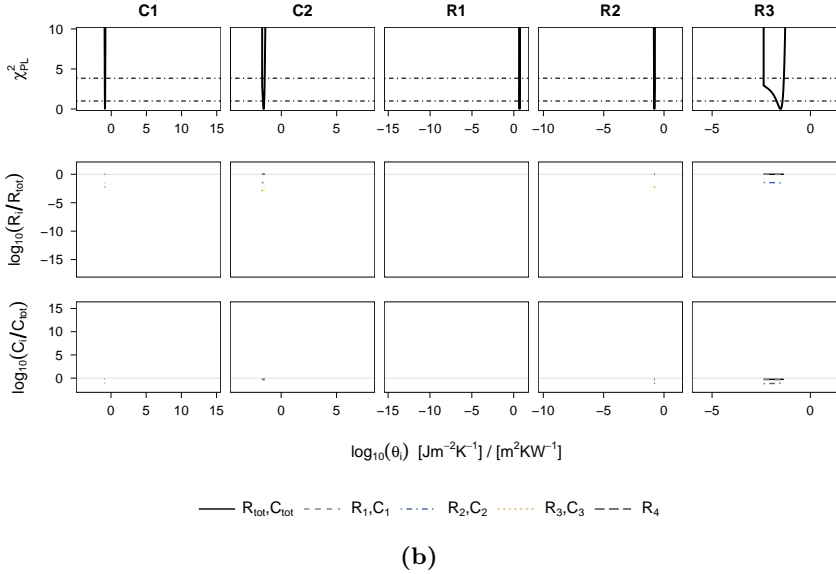 C1 C2 R1 R2 R3
10
5
0
χ²PL
0 5 10 15 0 5 −15 −10 −5 0 −10 −5 0 −5 0
0
−5
−10
−15
log10(Ri/Rtot)
15
10
5
0
log10(Ci/Ctot)
0 5 10 15 0 5 −15 −10 −5 0 −10 −5 0 −5 0
log10(θi) [Jm−2K−1] / [m2KW−1]
Rtot,Ctot R1,C1 R2,C2 R3,C3 R4
(b)